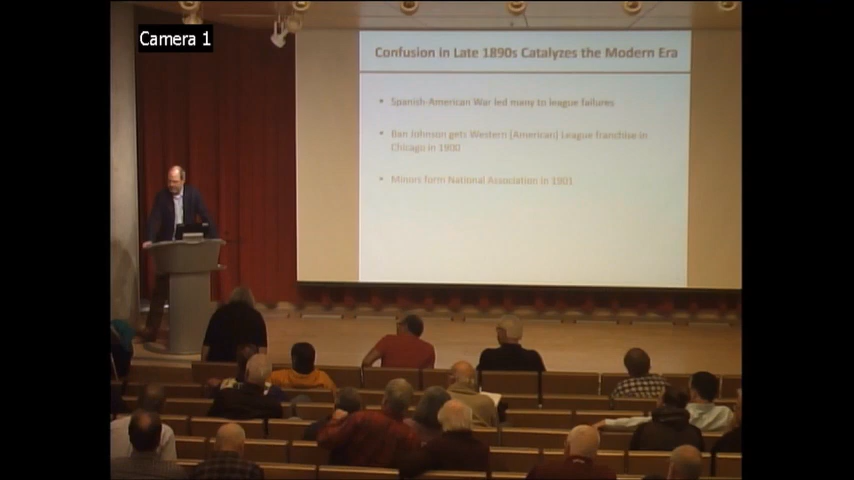 Camera 1
Confusion in Late 1890s Catalyzes the Modern Era
• Spanish-American War led many to league failures
• Ban Johnson gets Western (American) League franchive in
Chicago in 1900
• Minors form National Association in 1901